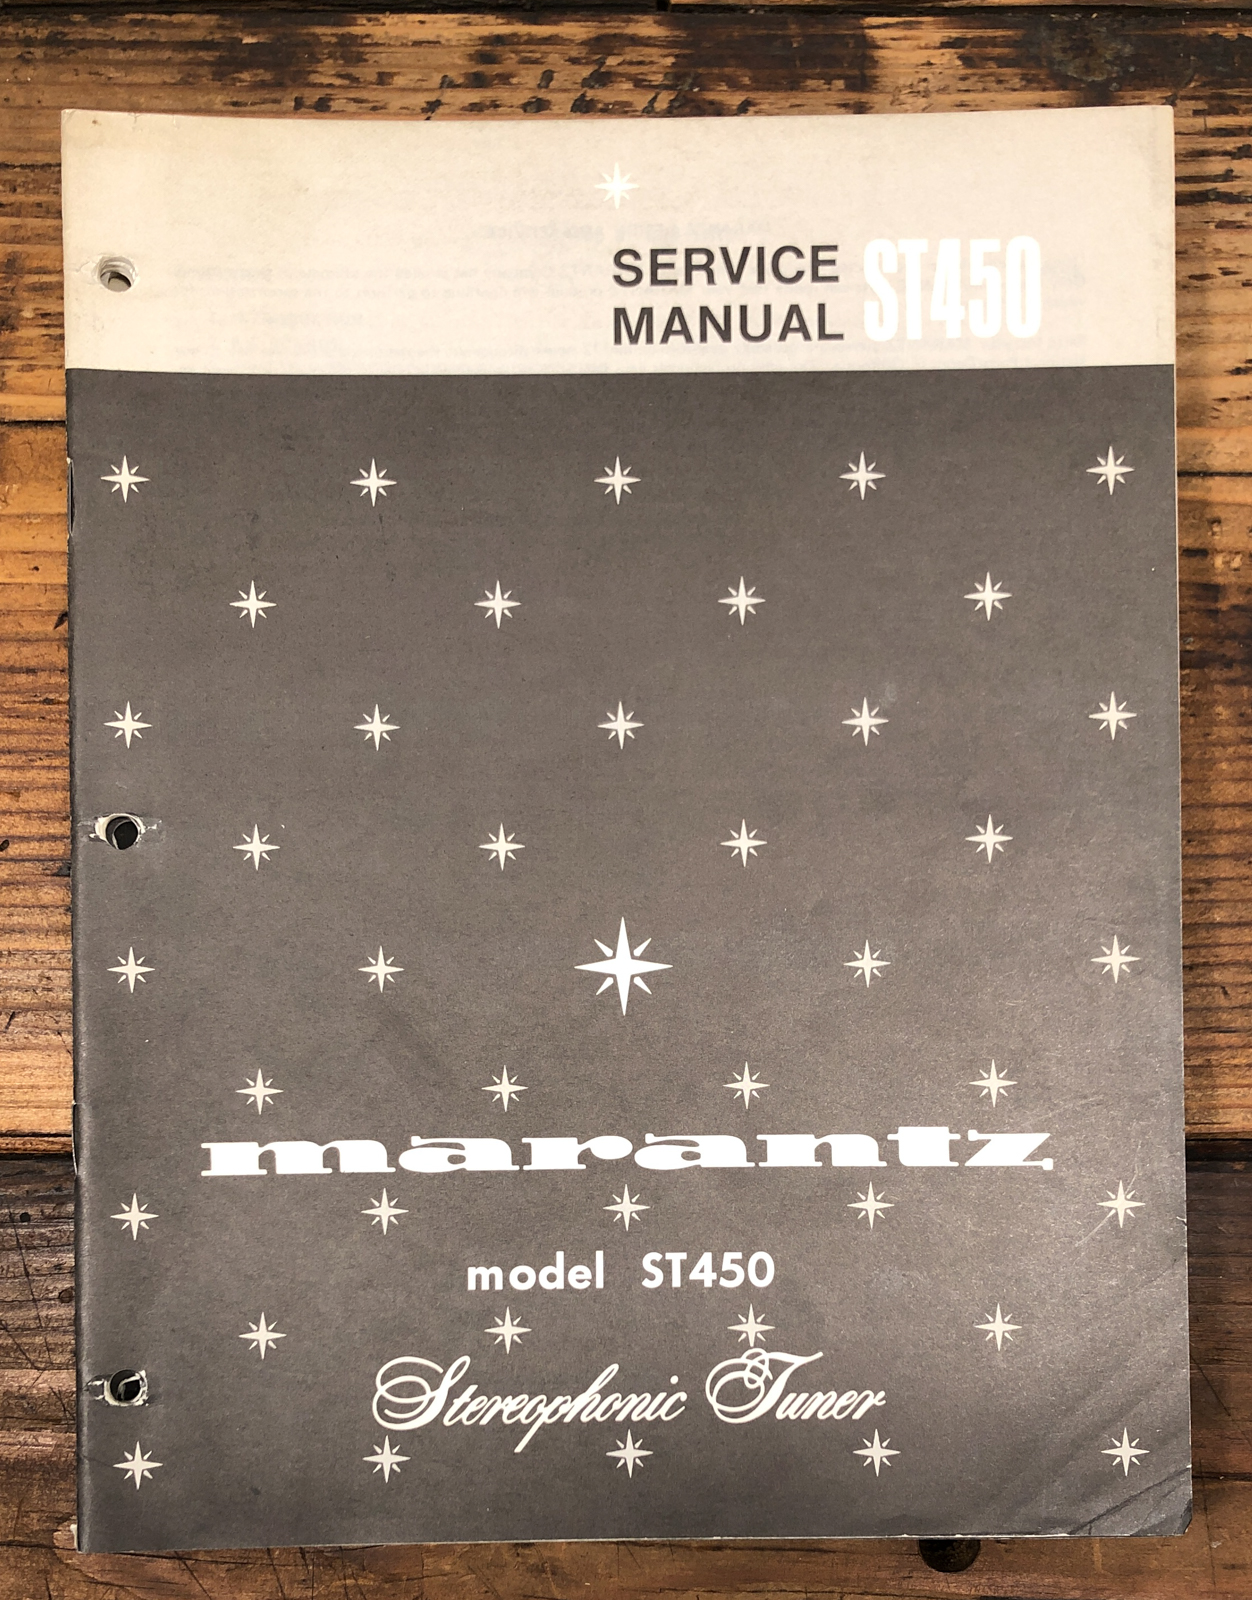 SERVICE
MANUAL ST450
marantz
model ST450
Stereophonic Tuner